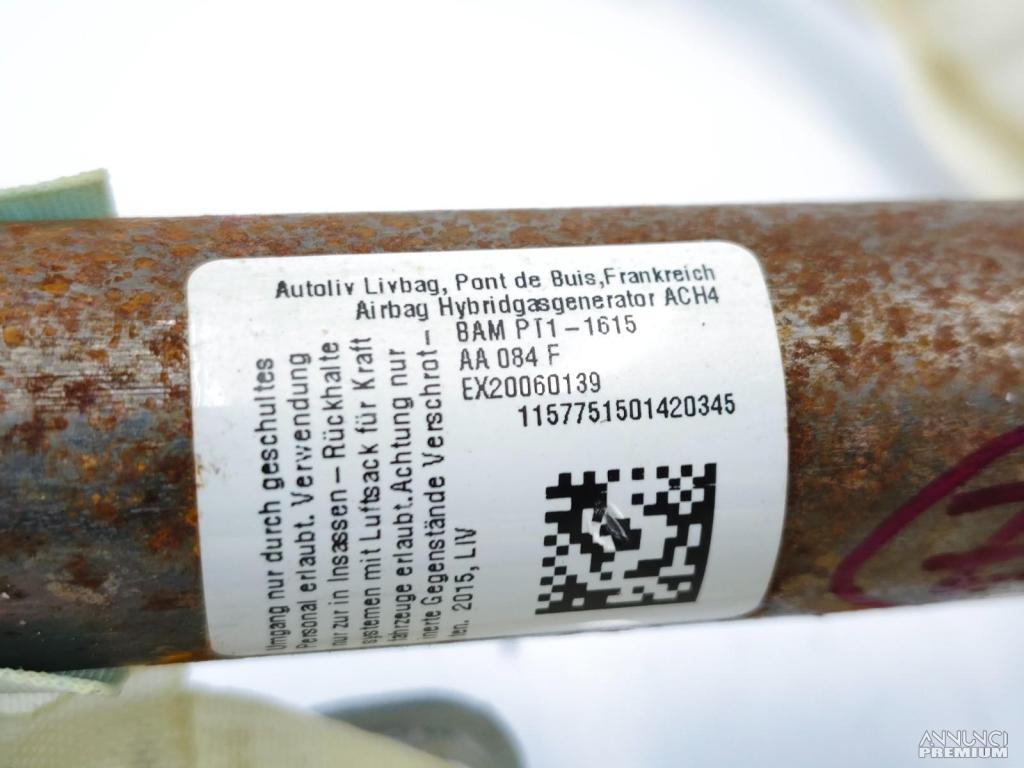 Autoliv Livbag, Pont de Buis,Frankreich
Airbag Hybridgasgenerator ACH4
BAM PT1-1615
AA 084 F
EX20060139
1157751501420345
Umgang nur durch geschultes
Personal erlaubt. Verwendung
nur zur in Insassen-Rückhalte
systemen mit Luftsack für Kraft
fahrzeuge erlaubt.Achtung nur
inerte Gegenstände Verschrot-
ten. 2015, LIV
ANNUNCI
PREMIUM